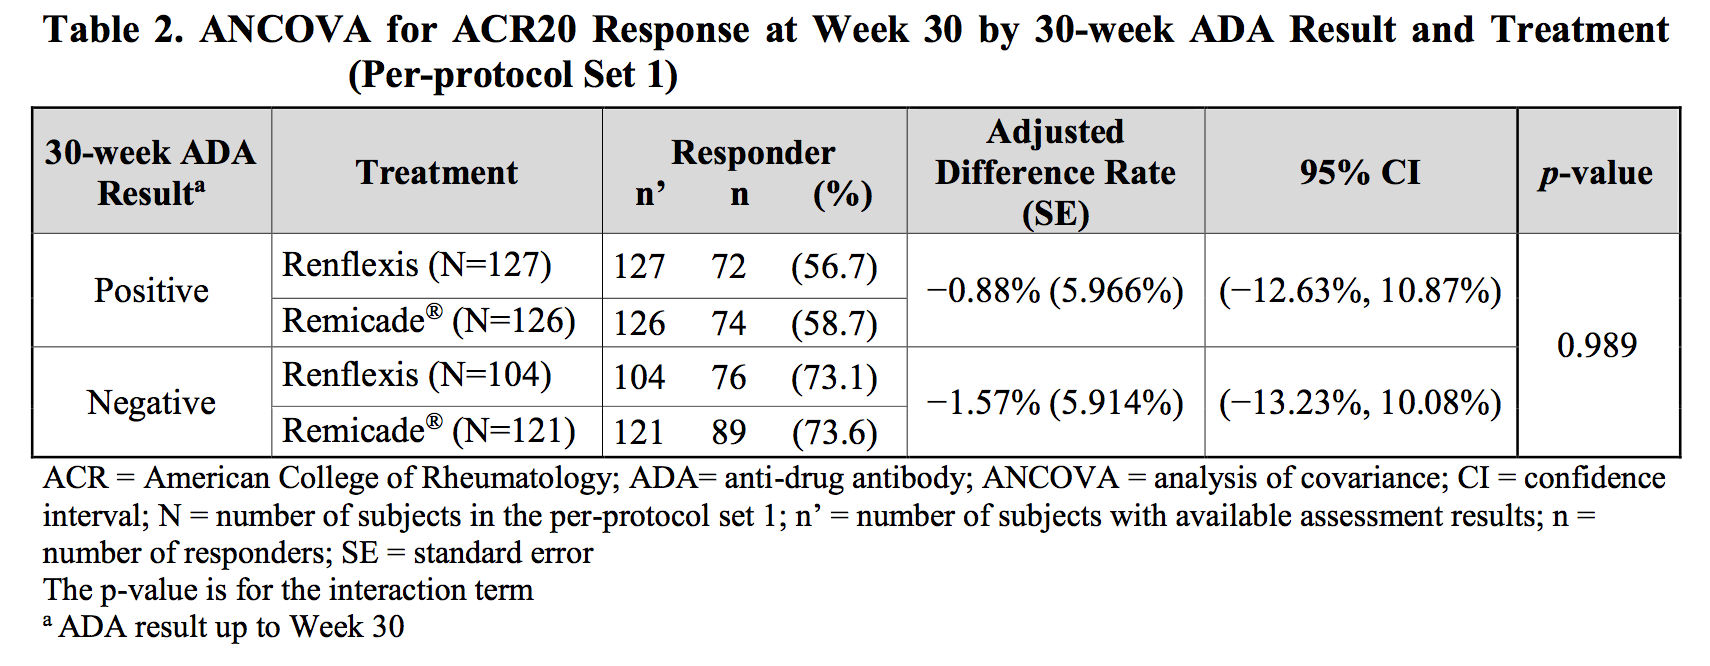 Table 2. ANCOVA for ACR20 Response at Week 30 by 30-week ADA Result and Treatment
(Per-protocol Set 1)
30-week ADA Resultᵃ Treatment Responder n’ n (%) Adjusted Difference Rate (SE) 95% CI p-value
Positive Renflexis (N=127) 127 72 (56.7) −0.88% (5.966%) (−12.63%, 10.87%) 0.989
Remicade® (N=126) 126 74 (58.7)
Negative Renflexis (N=104) 104 76 (73.1) −1.57% (5.914%) (−13.23%, 10.08%)
Remicade® (N=121) 121 89 (73.6)
ACR = American College of Rheumatology; ADA= anti-drug antibody; ANCOVA = analysis of covariance; CI = confidence
interval; N = number of subjects in the per-protocol set 1; n’ = number of subjects with available assessment results; n =
number of responders; SE = standard error
The p-value is for the interaction term
ᵃ ADA result up to Week 30